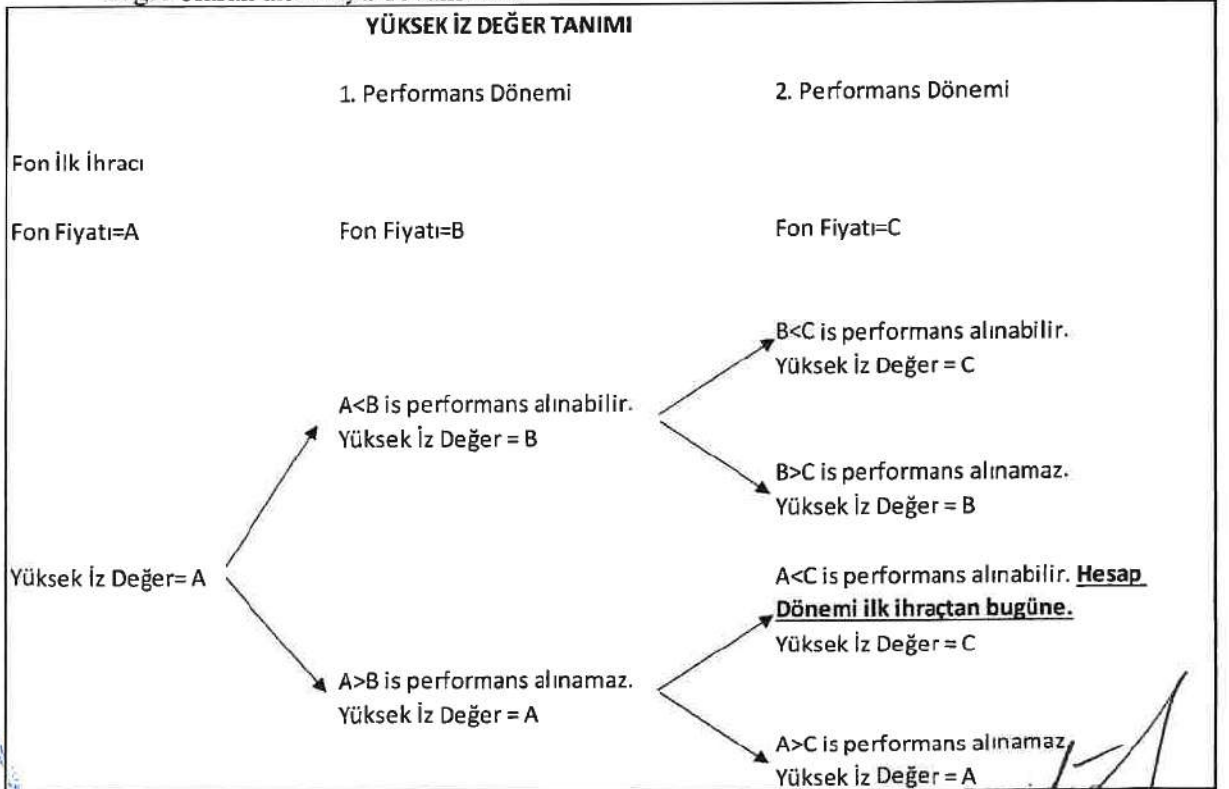 YÜKSEK İZ DEĞER TANIMI
1. Performans Dönemi
2. Performans Dönemi
Fon İlk İhracı
Fon Fiyatı=A
Fon Fiyatı=B
Fon Fiyatı=C
B<C is performans alınabilir.
Yüksek İz Değer = C
A<B is performans alınabilir.
Yüksek İz Değer = B
B>C is performans alınamaz.
Yüksek İz Değer = B
Yüksek İz Değer= A
A<C is performans alınabilir. Hesap
Dönemi ilk ihraçtan bugüne.
Yüksek İz Değer = C
A>B is performans alınamaz.
Yüksek İz Değer = A
A>C is performans alınamaz.
Yüksek İz Değer = A